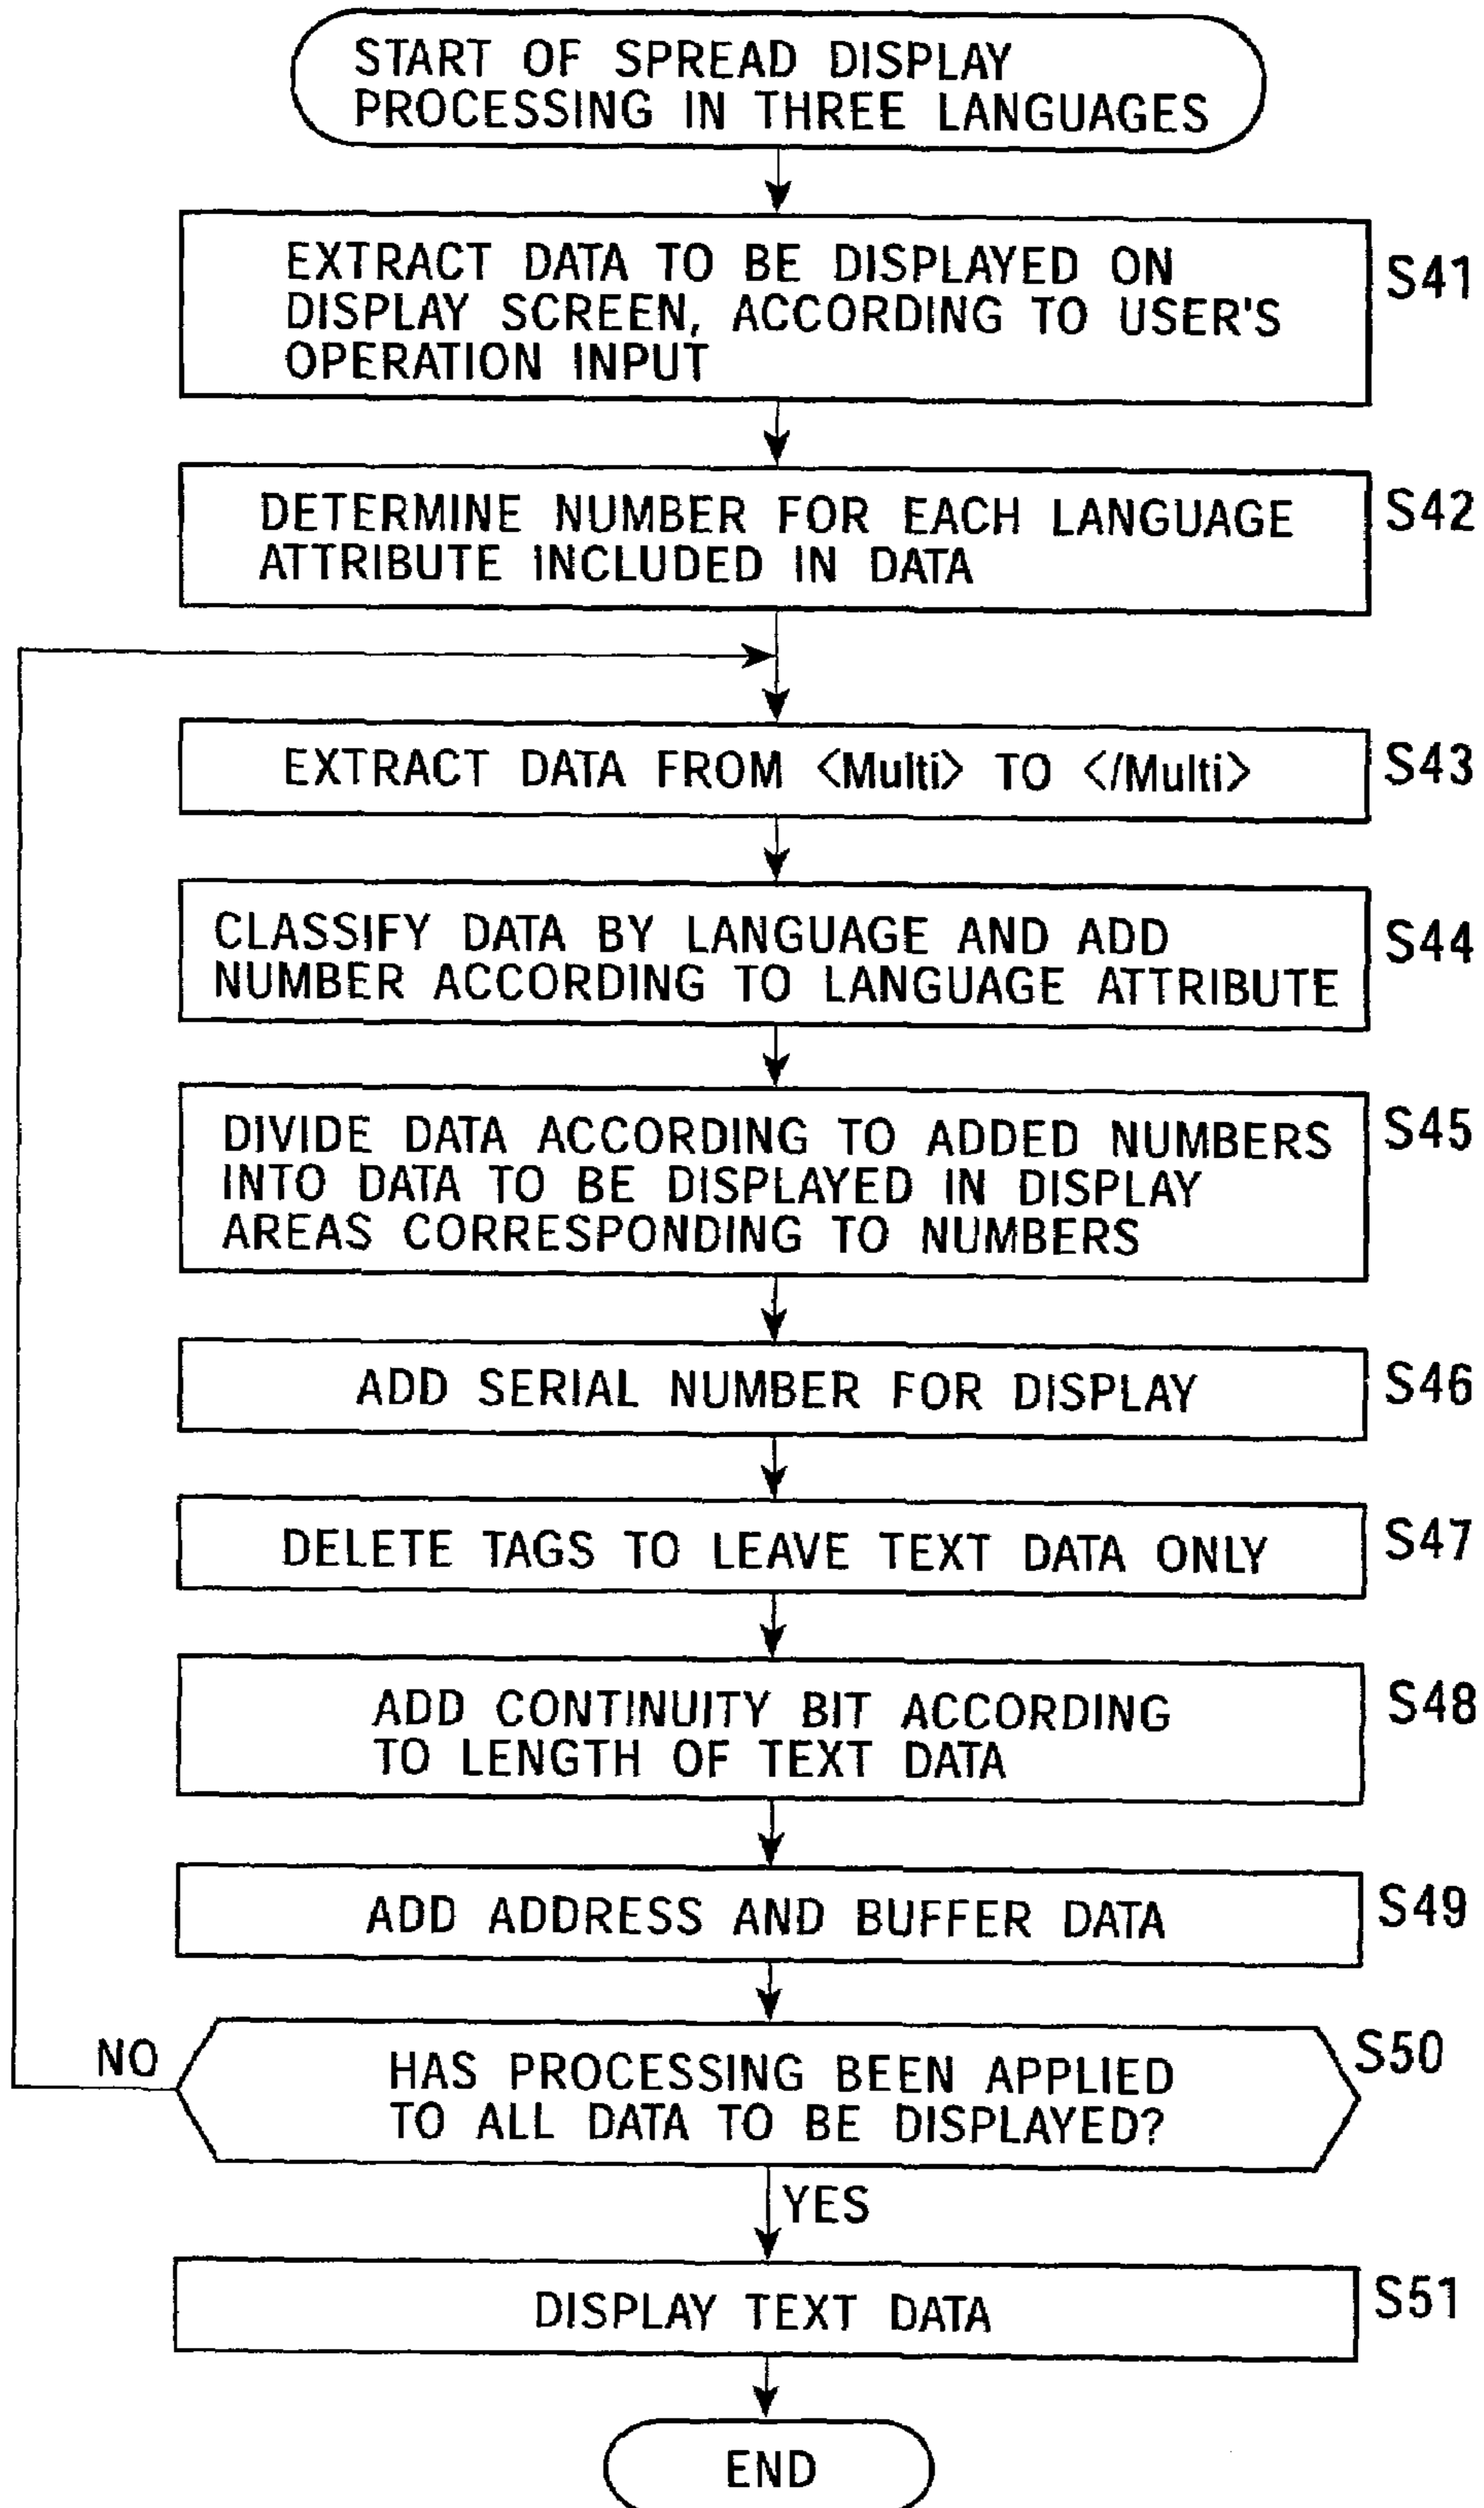 START OF SPREAD DISPLAY
PROCESSING IN THREE LANGUAGES
EXTRACT DATA TO BE DISPLAYED ON
DISPLAY SCREEN, ACCORDING TO USER'S
OPERATION INPUT
S41
DETERMINE NUMBER FOR EACH LANGUAGE
ATTRIBUTE INCLUDED IN DATA
S42
EXTRACT DATA FROM <Multi> TO </Multi>
S43
CLASSIFY DATA BY LANGUAGE AND ADD
NUMBER ACCORDING TO LANGUAGE ATTRIBUTE
S44
DIVIDE DATA ACCORDING TO ADDED NUMBERS
INTO DATA TO BE DISPLAYED IN DISPLAY
AREAS CORRESPONDING TO NUMBERS
S45
ADD SERIAL NUMBER FOR DISPLAY
S46
DELETE TAGS TO LEAVE TEXT DATA ONLY
S47
ADD CONTINUITY BIT ACCORDING
TO LENGTH OF TEXT DATA
S48
ADD ADDRESS AND BUFFER DATA
S49
NO
HAS PROCESSING BEEN APPLIED
TO ALL DATA TO BE DISPLAYED?
S50
YES
DISPLAY TEXT DATA
S51
END